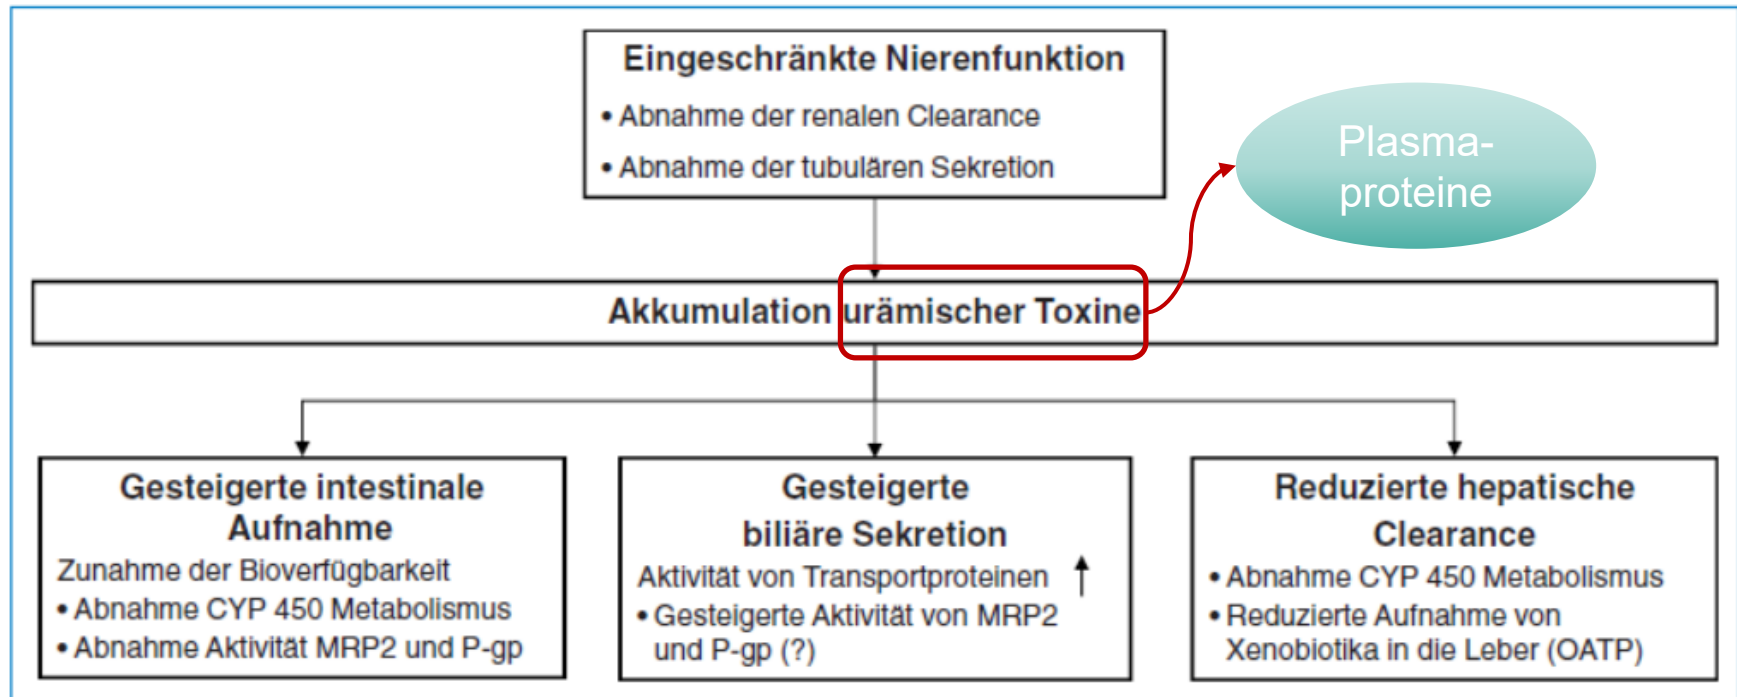 Eingeschränkte Nierenfunktion
• Abnahme der renalen Clearance
• Abnahme der tubulären Sekretion
Plasma-
proteine
Akkumulation urämischer Toxine
Gesteigerte intestinale
Aufnahme
Zunahme der Bioverfügbarkeit
• Abnahme CYP 450 Metabolismus
• Abnahme Aktivität MRP2 und P-gp
Gesteigerte
biliäre Sekretion
Aktivität von Transportproteinen ↑
• Gesteigerte Aktivität von MRP2
und P-gp (?)
Reduzierte hepatische
Clearance
• Abnahme CYP 450 Metabolismus
• Reduzierte Aufnahme von
Xenobiotika in die Leber (OATP)